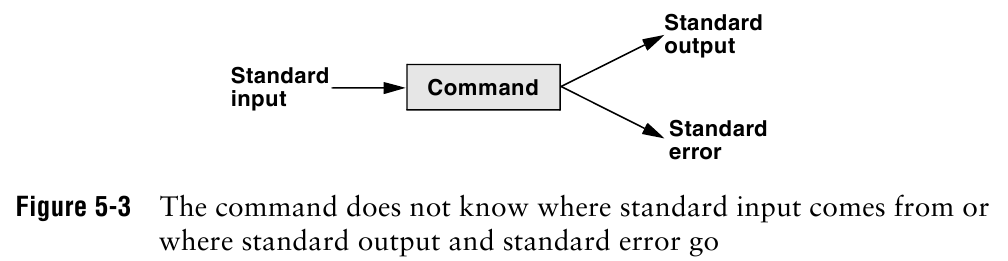 Standard
output
Standard
input
Command
Standard
error
Figure 5-3 The command does not know where standard input comes from or
where standard output and standard error go